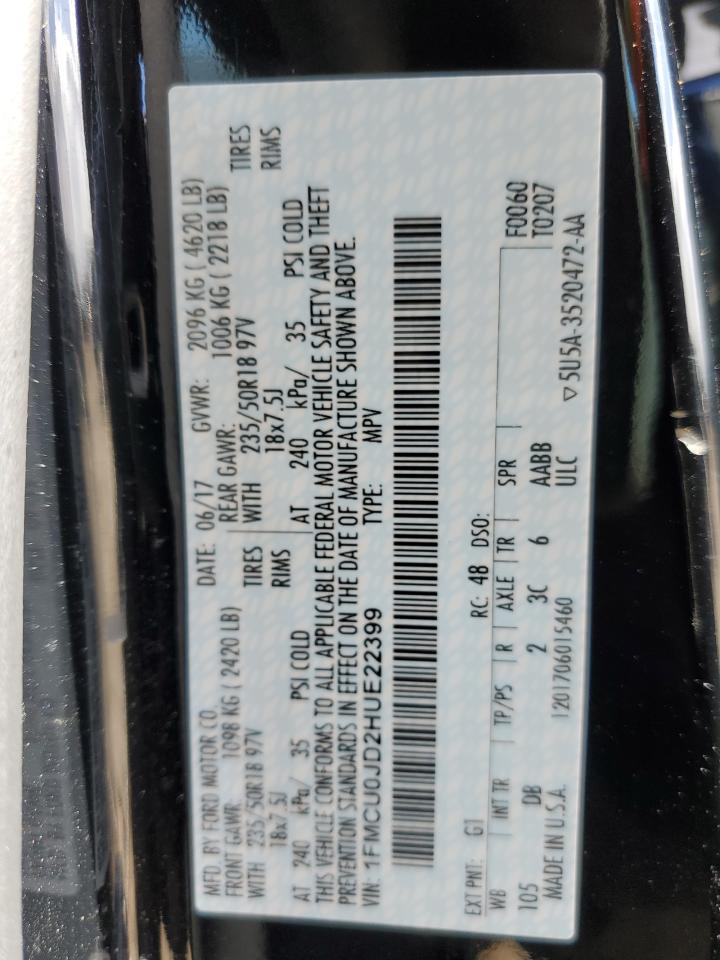 MFD. BY FORD MOTOR CO. DATE: 06/17 GVWR: 2096 KG ( 4620 LB)
FRONT GAWR: 1098 KG ( 2420 LB) REAR GAWR: 1006 KG ( 2218 LB)
WITH 235/50R18 97V TIRES WITH 235/50R18 97V TIRES
18x7.5J RIMS 18x7.5J RIMS
AT 240 kPa/ 35 PSI COLD AT 240 kPa/ 35 PSI COLD
THIS VEHICLE CONFORMS TO ALL APPLICABLE FEDERAL MOTOR VEHICLE SAFETY AND THEFT
PREVENTION STANDARDS IN EFFECT ON THE DATE OF MANUFACTURE SHOWN ABOVE.
VIN: 1FMCU0JD2HUE22399 TYPE: MPV
EXT PNT: G1 RC: 48 DSO:
WB INT TR TP/PS R AXLE TR SPR F0060
105 DB 2 3C 6 AABB T0207
MADE IN U.S.A. 1201706015460 ULC ▽ 5U5A-3520472-AA